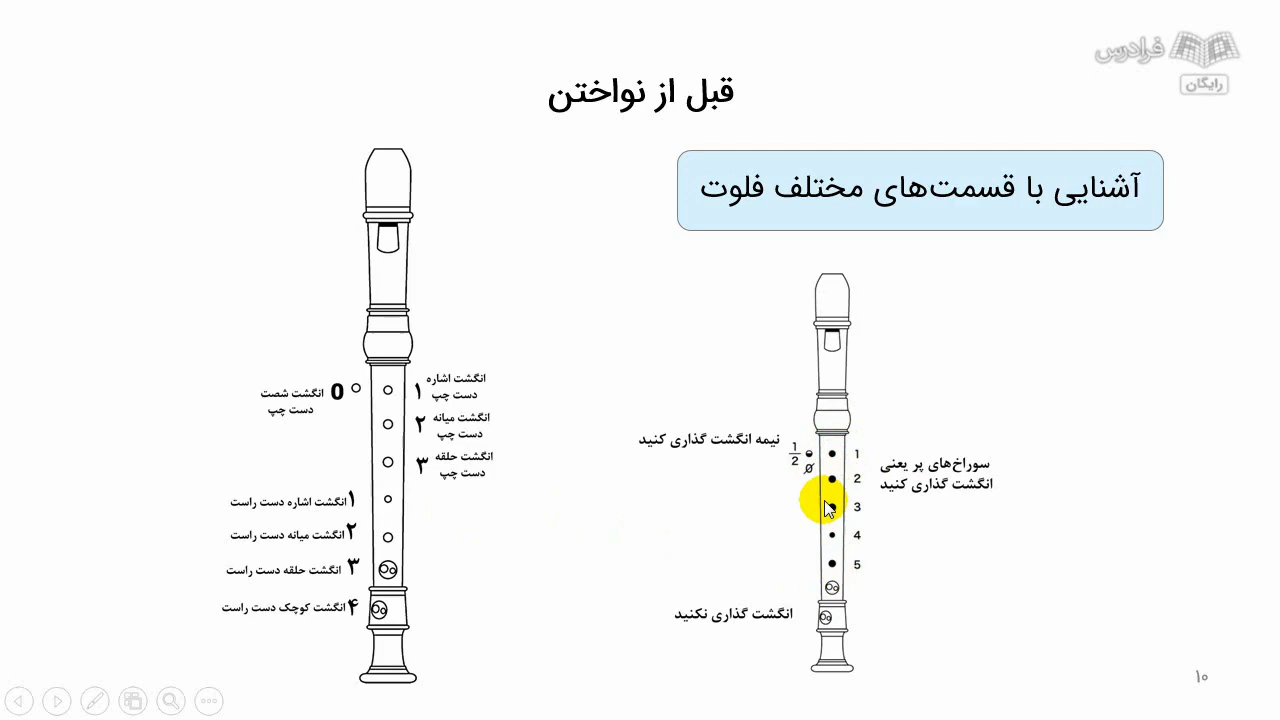 فرادرس
رایگان
قبل از نواختن
آشنایی با قسمت‌های مختلف فلوت
نیمه انگشت گذاری کنید
1/2
0
1
2
3
4
5
سوراخ‌های پر یعنی
انگشت گذاری کنید
انگشت گذاری نکنید
۱ انگشت اشاره
دست چپ
۲ انگشت میانه
دست چپ
۳ انگشت حلقه
دست چپ
0 انگشت شصت
دست چپ
۱ انگشت اشاره دست راست
۲ انگشت میانه دست راست
۳ انگشت حلقه دست راست
۴ انگشت کوچک دست راست
۱۰